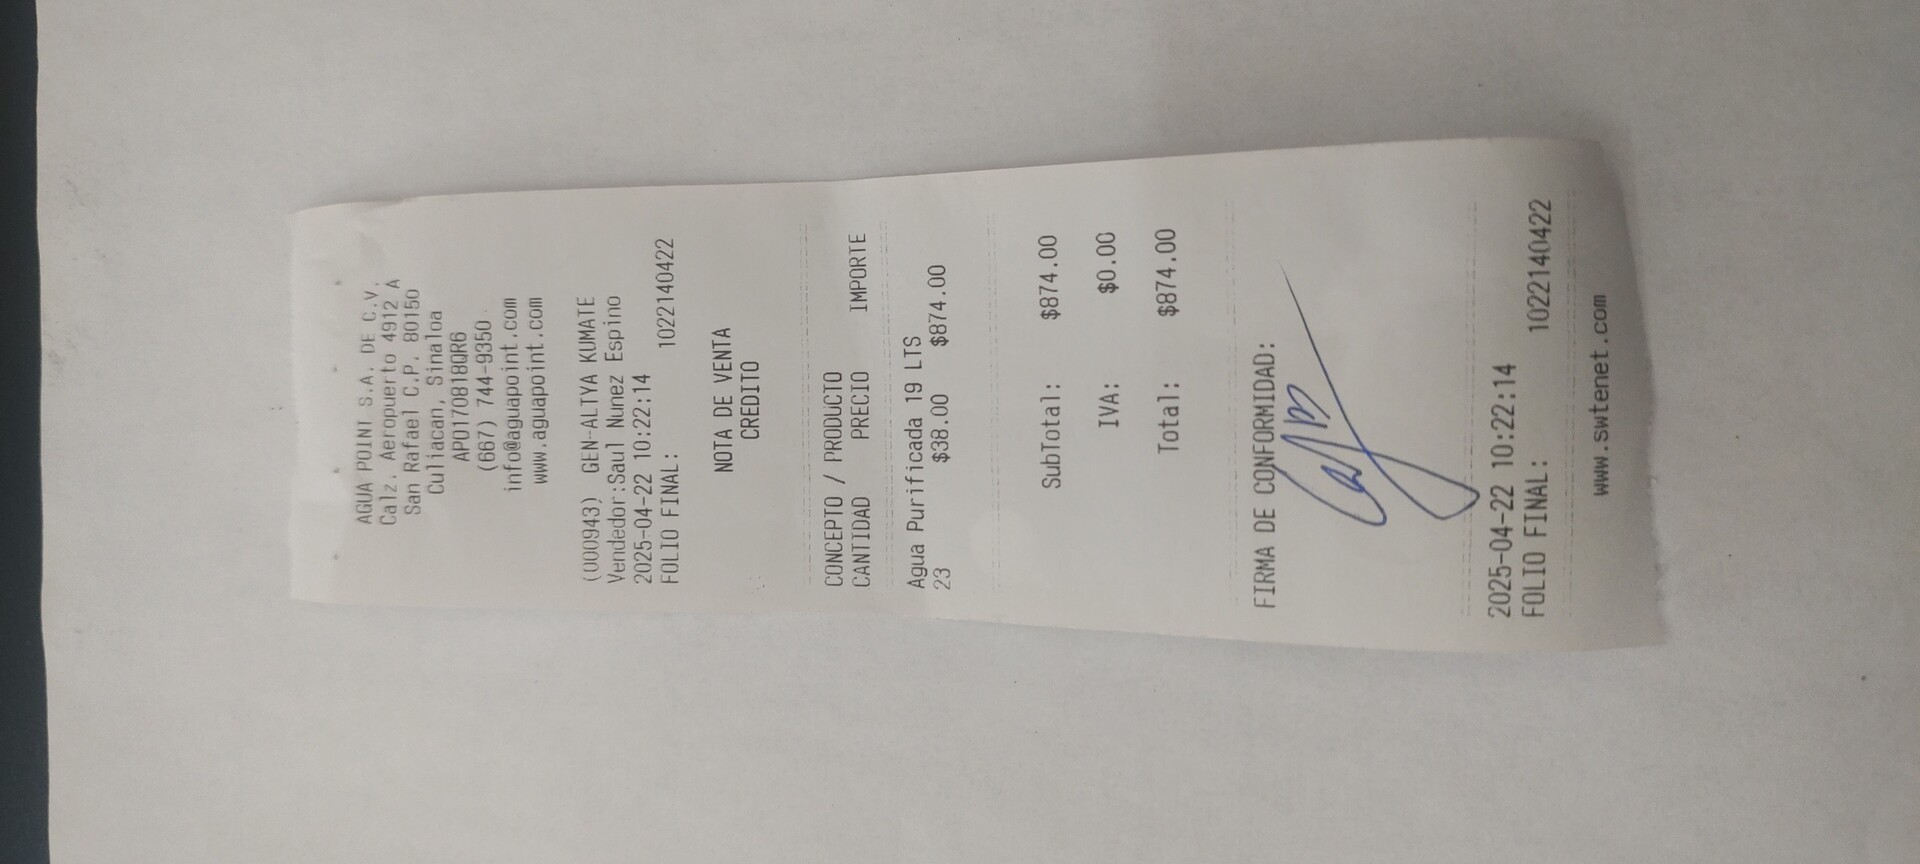 AGUA POINT S.A. DE C.V.
Calz. Aeropuerto 4912 A
San Rafael C.P. 80150
Culiacan, Sinaloa
APO170818QR6
(667) 744-9350
info@aguapoint.com
www.aguapoint.com
(000943) GEN-ALTYA KUMATE
Vendedor:Saul Nunez Espino
2025-04-22 10:22:14
FOLIO FINAL: 1022140422
NOTA DE VENTA
CREDITO
CONCEPTO / PRODUCTO
CANTIDAD PRECIO IMPORTE
Agua Purificada 19 LTS
23 $38.00 $874.00
SubTotal: $874.00
IVA: $0.00
Total: $874.00
FIRMA DE CONFORMIDAD:
2025-04-22 10:22:14
FOLIO FINAL: 1022140422
www.swtenet.com